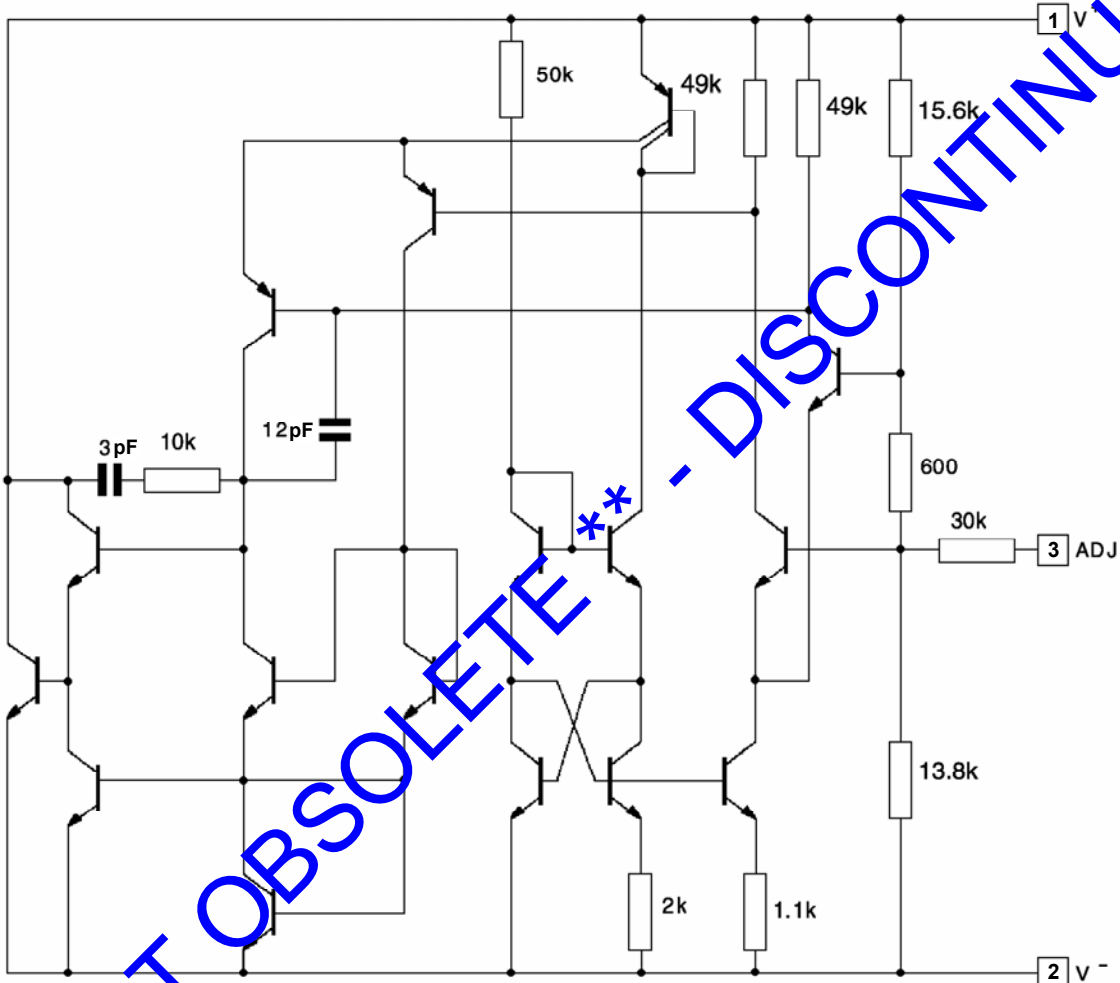 1 V+
50k
49k
49k
15.6k
3pF
10k
12pF
600
30k
3 ADJ
13.8k
2k
1.1k
2 V-
OBSOLETE ** - DISCONTINU